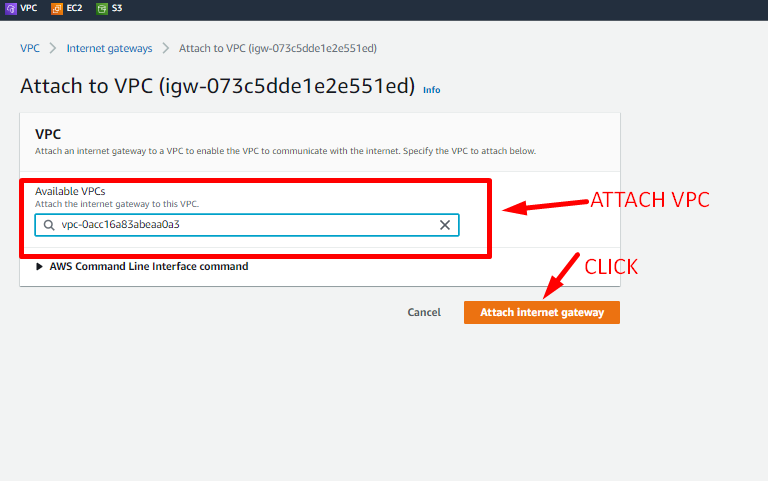 VPC EC2 S3
VPC > Internet gateways > Attach to VPC (igw-073c5dde1e2e551ed)
Attach to VPC (igw-073c5dde1e2e551ed) Info
VPC
Attach an internet gateway to a VPC to enable the VPC to communicate with the internet. Specify the VPC to attach below.
Available VPCs
Attach the internet gateway to this VPC.
vpc-0acc16a83abeaa0a3
ATTACH VPC
AWS Command Line Interface command
CLICK
Cancel Attach internet gateway